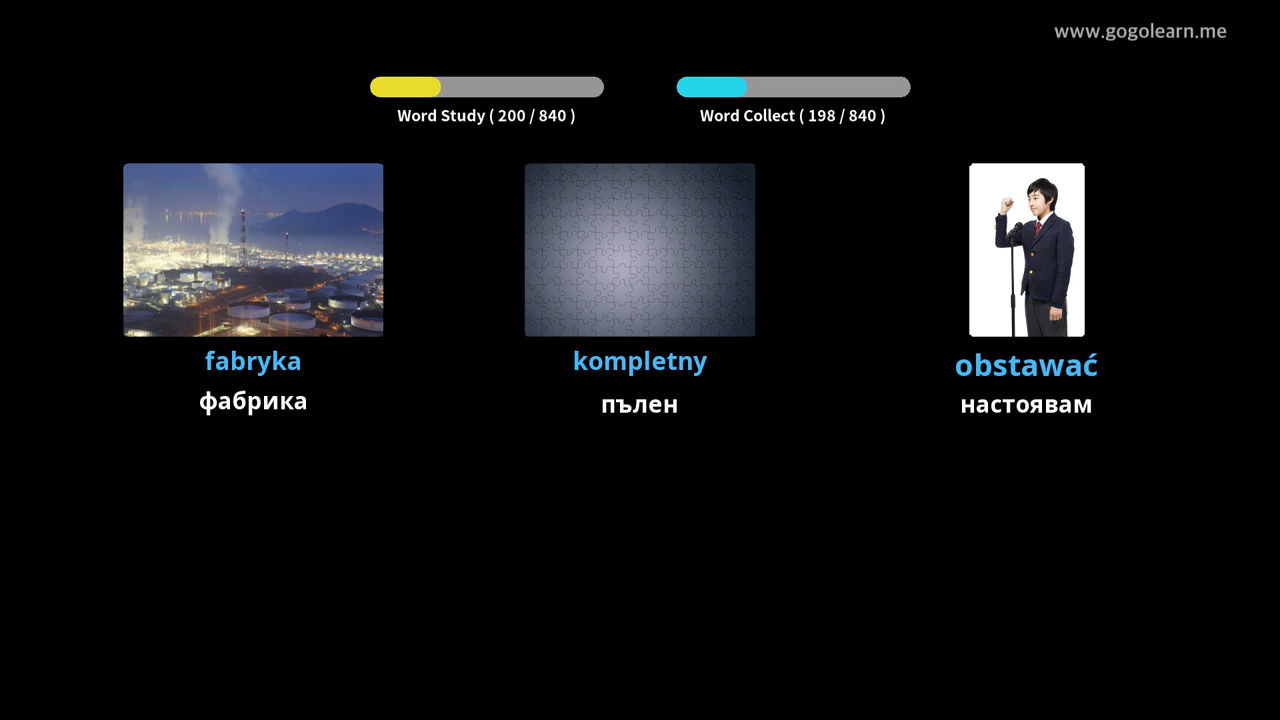 www.gogolearn.me
Word Study ( 200 / 840 )
Word Collect ( 198 / 840 )
fabryka
kompletny
obstawać
фабрика
пълен
настоявам